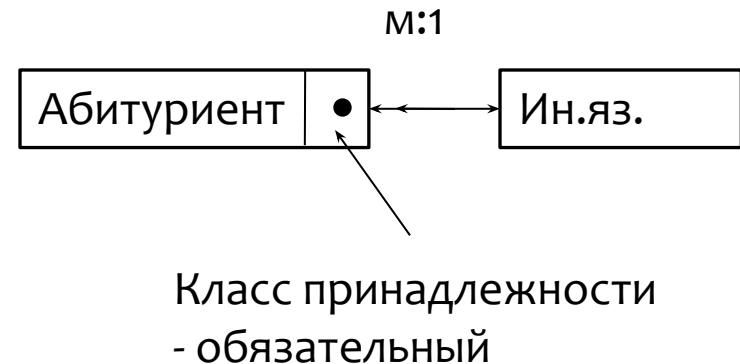 м:1
Абитуриент
Ин.яз.
Класс принадлежности
- обязательный